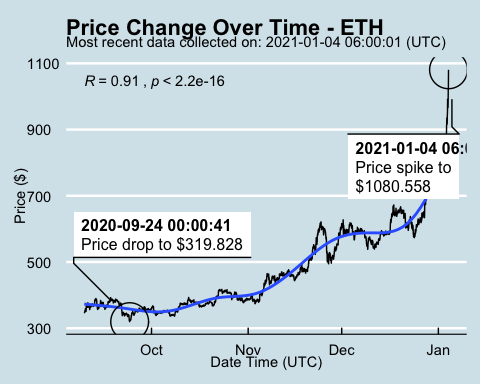 Price Change Over Time - ETH
Most recent data collected on: 2021-01-04 06:00:01 (UTC)
1100
R = 0.91 , p < 2.2e-16
900
2021-01-04 06:
Price spike to
$1080.558
700
Price ($)
2020-09-24 00:00:41
Price drop to $319.828
500
300
Oct Nov Dec Jan
Date Time (UTC)